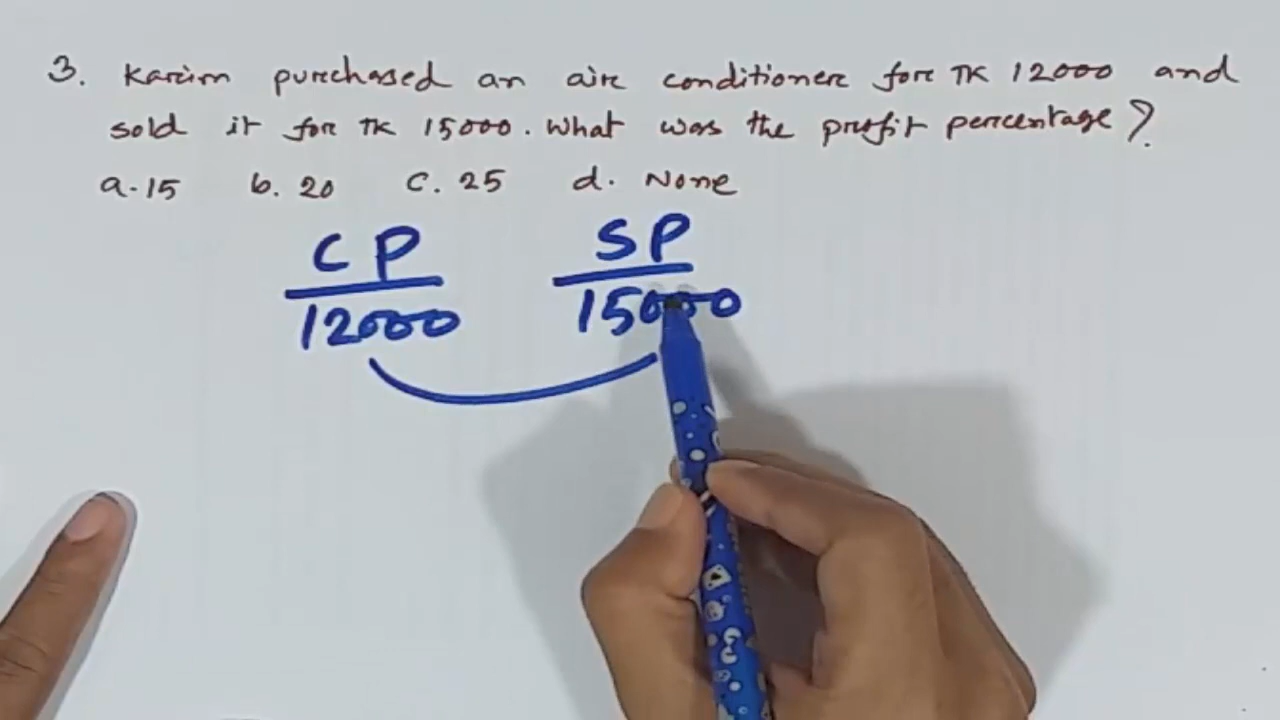 3. Karim purchased an air conditioner for TK 12000 and
sold it for TK 15000. What was the profit percentage?
a. 15 b. 20 c. 25 d. None
CP SP
12000 15000